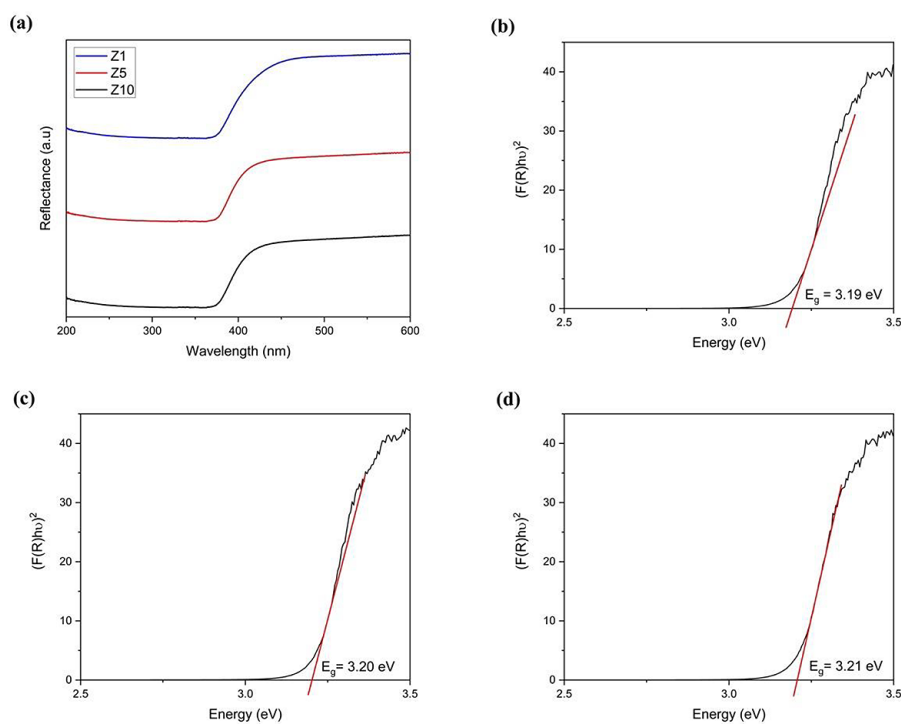 (a)
Z1
Z5
Z10
Reflectance (a.u)
200 300 400 500 600
Wavelength (nm)
(b)
40
30
20
10
0
(F(R)hυ)²
E_g = 3.19 eV
2.5 3.0 3.5
Energy (eV)
(c)
40
30
20
10
0
(F(R)hυ)²
E_g= 3.20 eV
2.5 3.0 3.5
Energy (eV)
(d)
40
30
20
10
0
(F(R)hυ)²
E_g= 3.21 eV
2.5 3.0 3.5
Energy (eV)